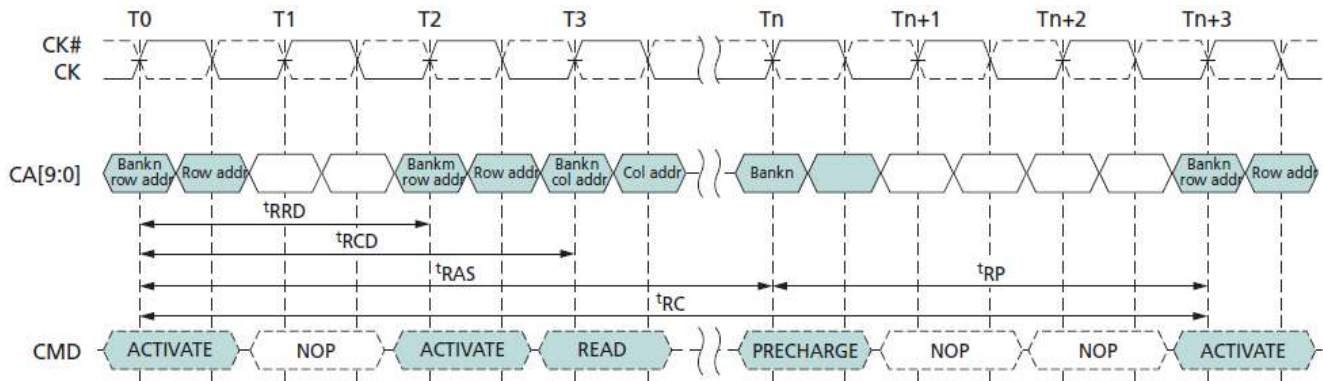 T0 T1 T2 T3 Tn Tn+1 Tn+2 Tn+3
CK#
CK
CA[9:0]
Bankn row addr
Row addr
Bankm row addr
Row addr
Bankn col addr
Col addr
Bankn
Bankn row addr
Row addr
tRRD
tRCD
tRAS tRP
tRC
CMD ACTIVATE NOP ACTIVATE READ PRECHARGE NOP NOP ACTIVATE